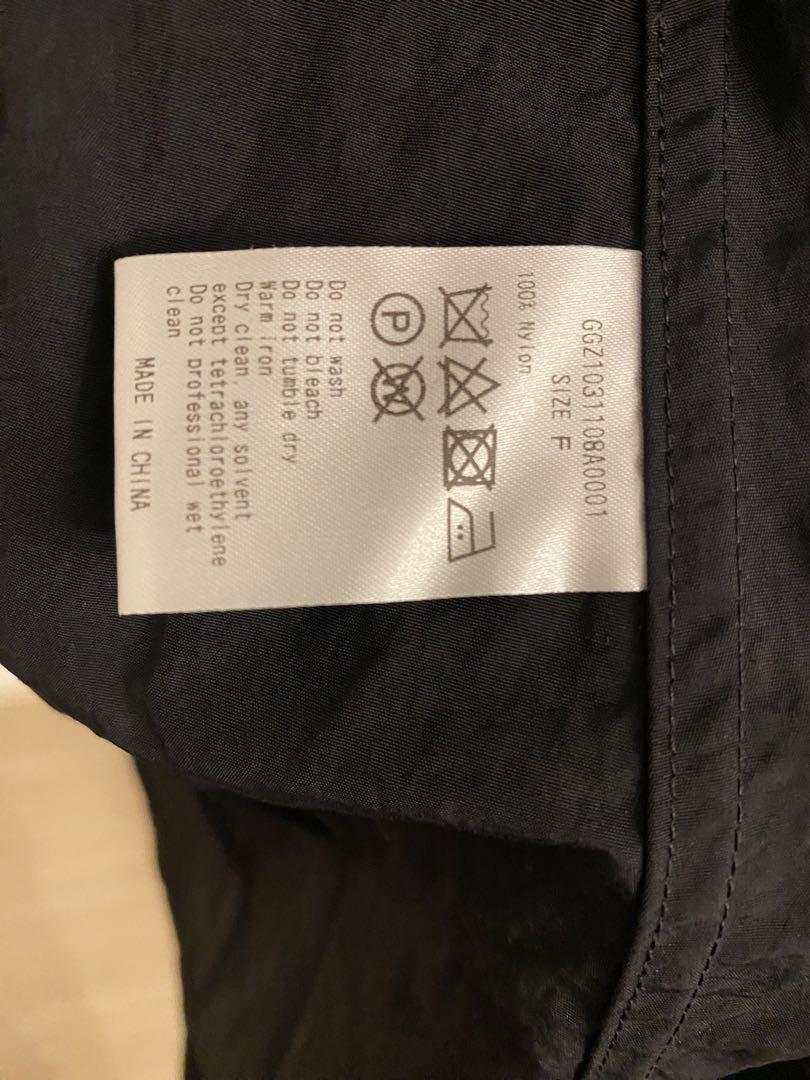 GGZ1031108A0001
SIZE F
100% Nylon
P
W
Do not wash
Do not bleach
Do not tumble dry
Warm iron
Dry clean, any solvent
except tetrachloroethylene
Do not professional wet
clean
MADE IN CHINA